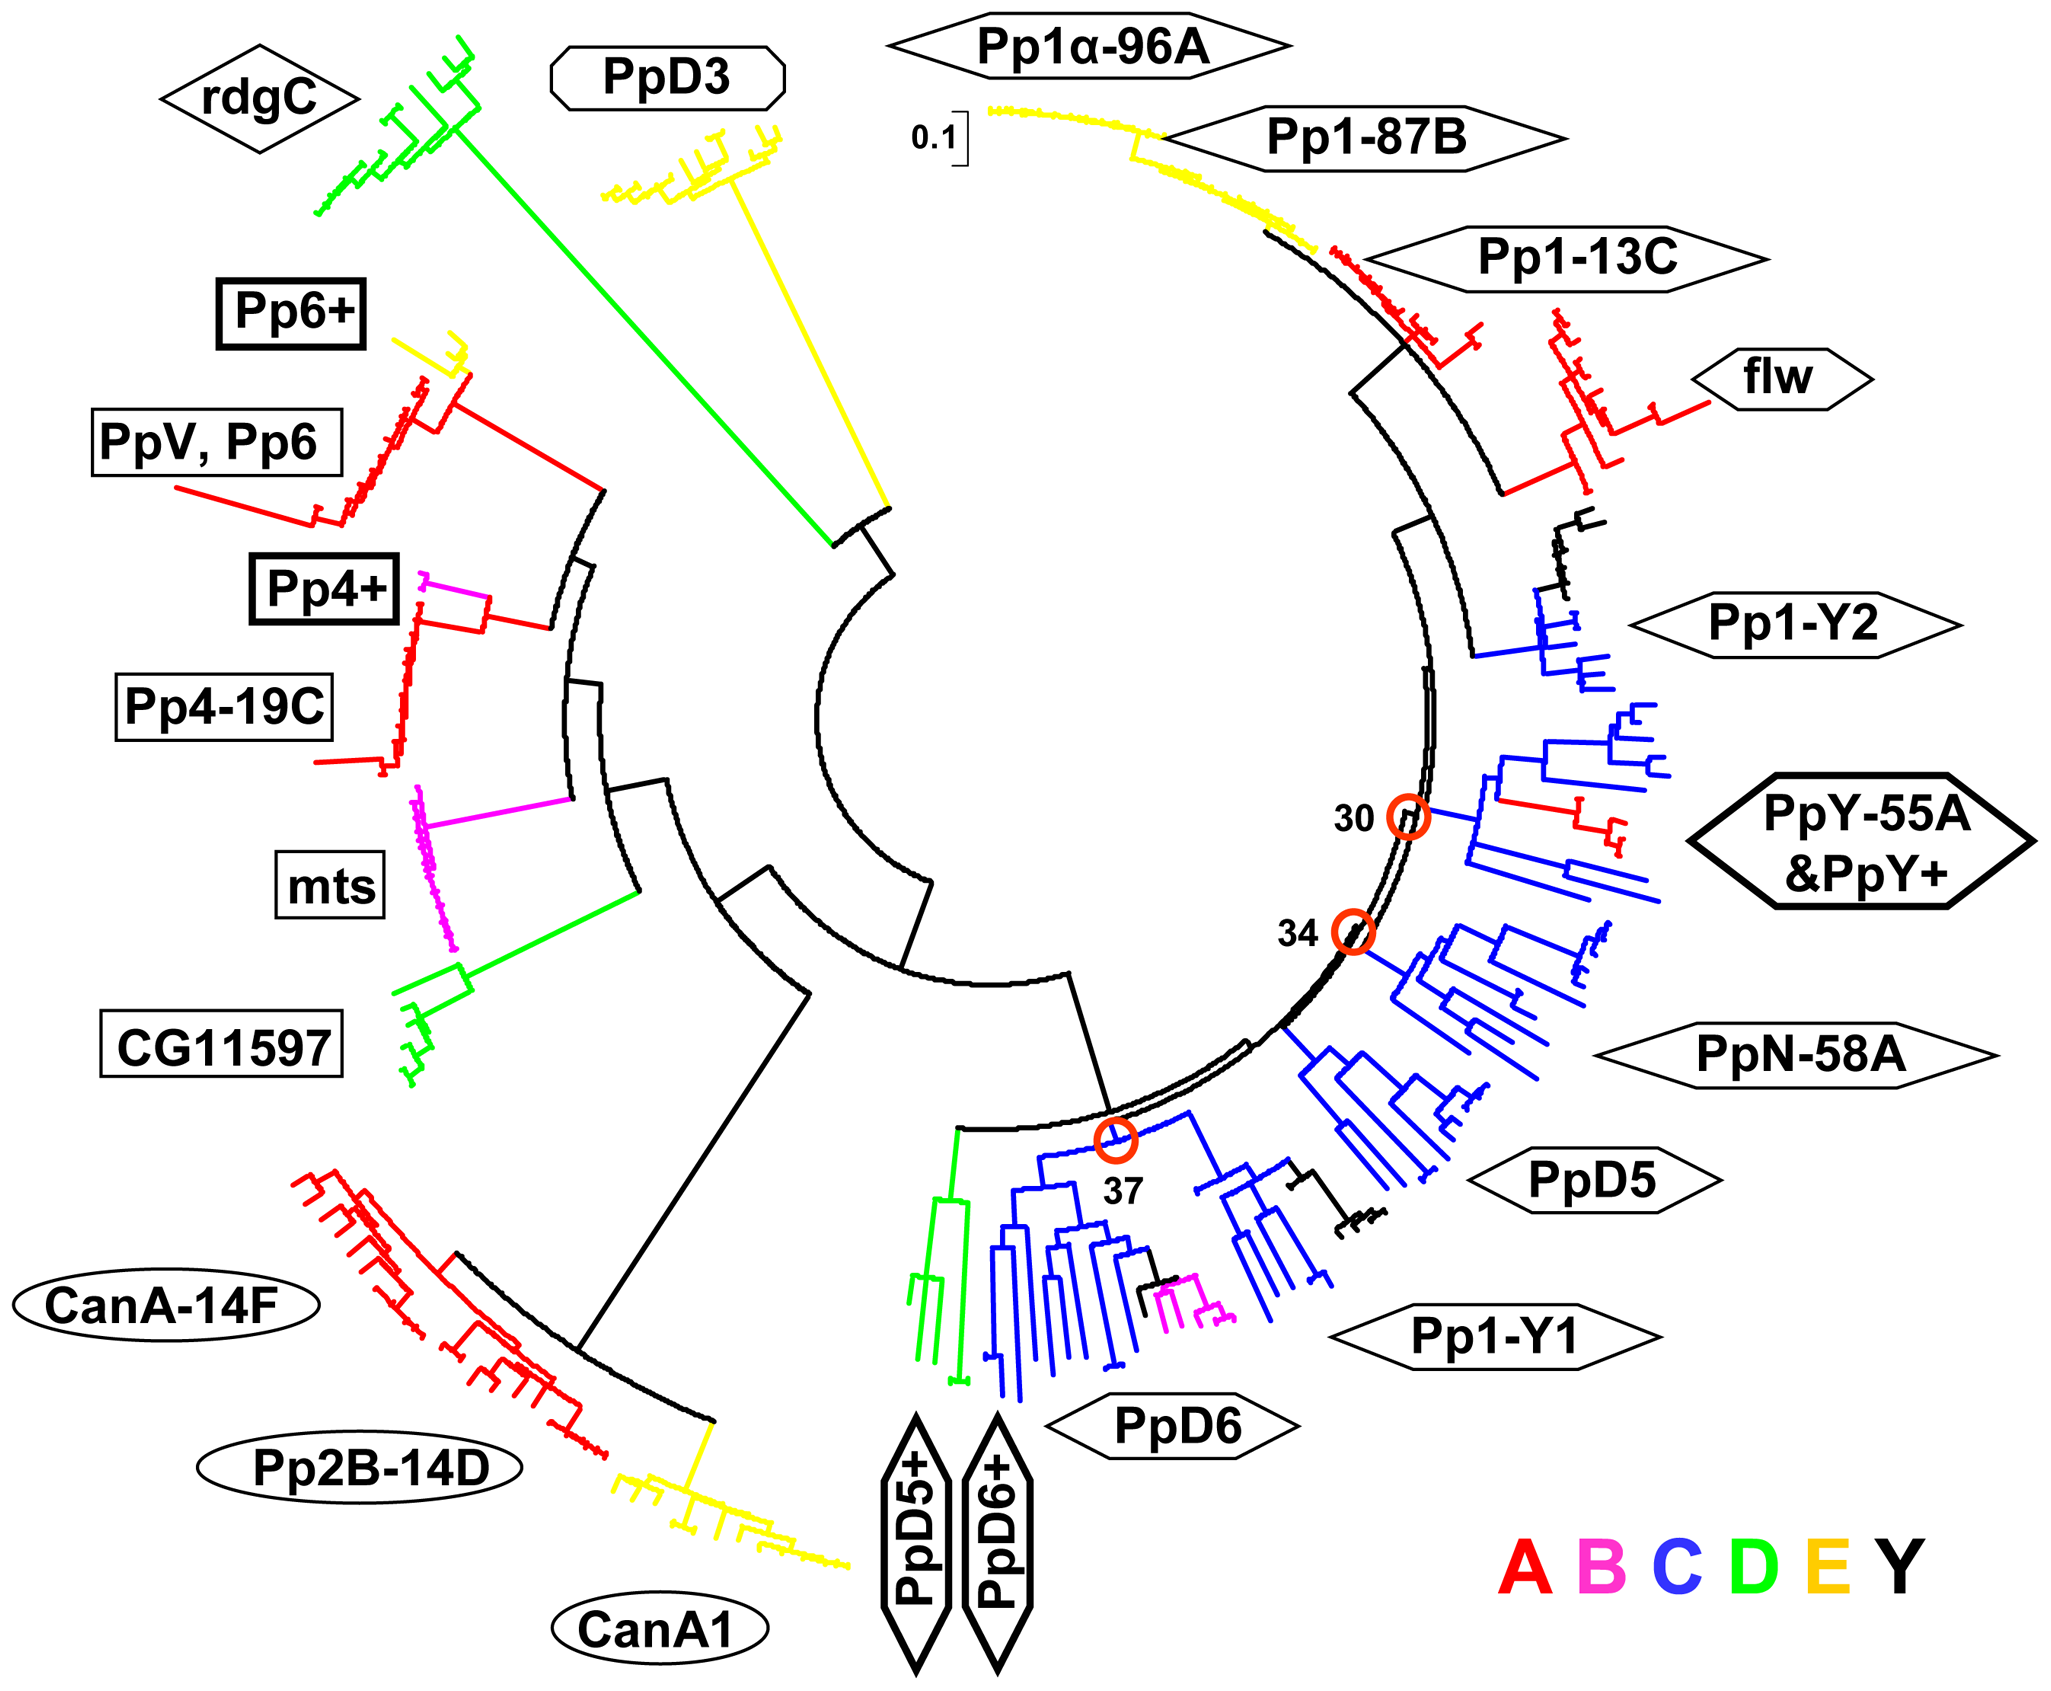 Pp1α-96A
rdgC
PpD3
0.1
Pp1-87B
Pp1-13C
Pp6+
flw
PpV, Pp6
Pp4+
Pp1-Y2
Pp4-19C
30
PpY-55A
&PpY+
mts
34
CG11597
PpN-58A
PpD5
37
CanA-14F
Pp1-Y1
PpD6
Pp2B-14D
PpD5+
PpD6+
CanA1
A B C D E Y